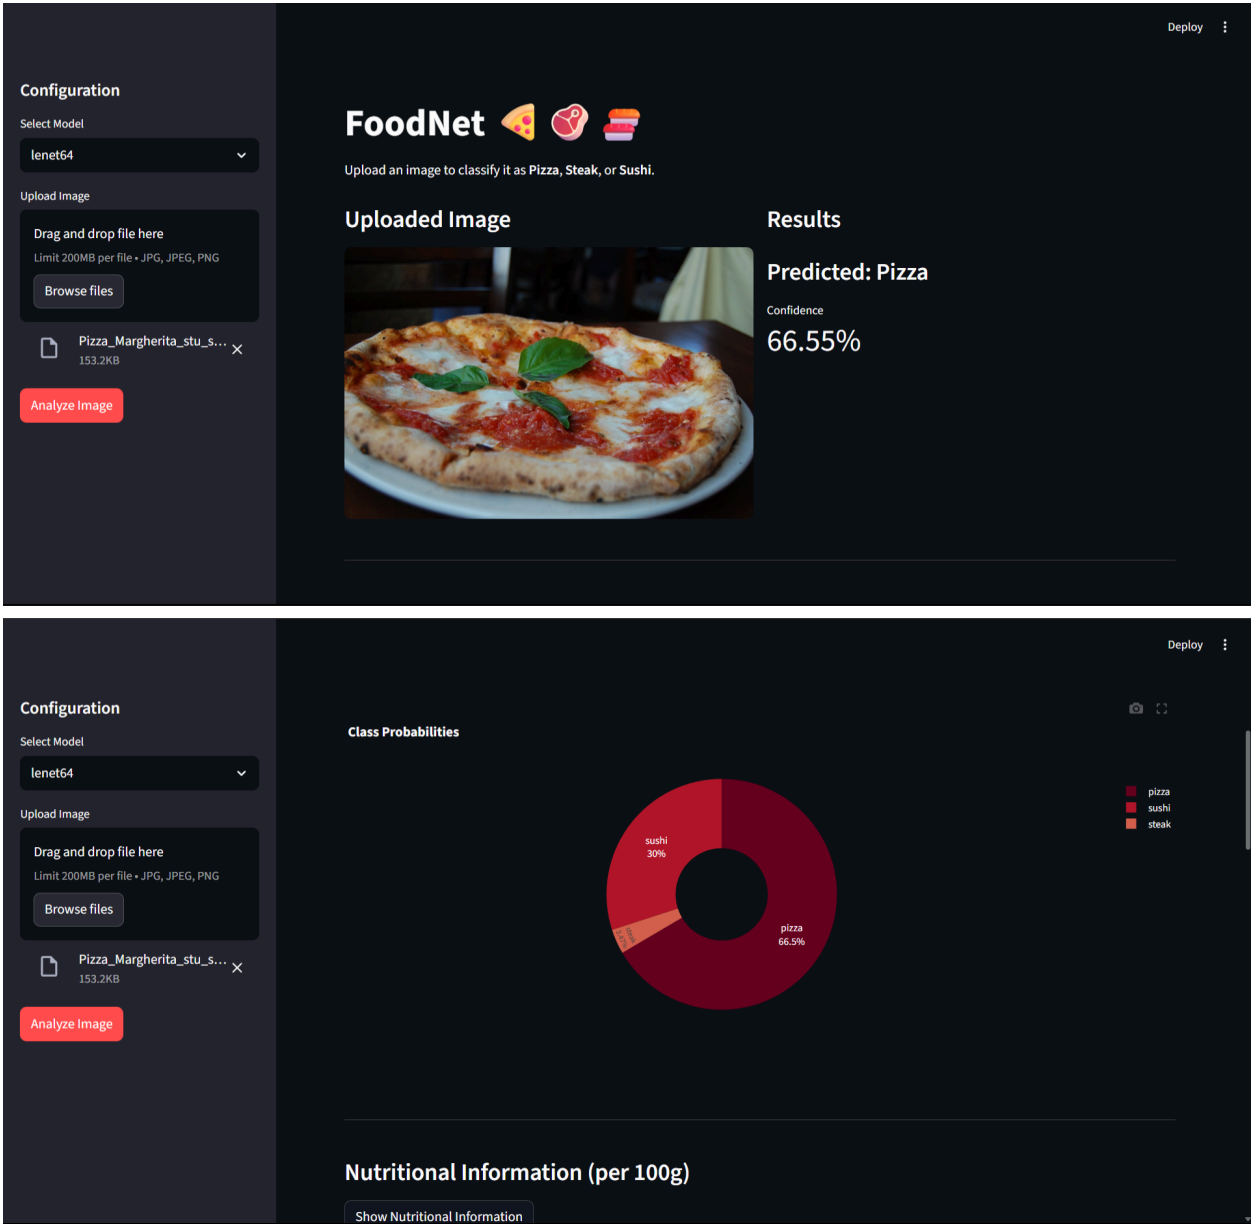 Deploy
Configuration
Select Model
lenet64
Upload Image
Drag and drop file here
Limit 200MB per file • JPG, JPEG, PNG
Browse files
Pizza_Margherita_stu_s...
153.2KB
Analyze Image
FoodNet
Upload an image to classify it as Pizza, Steak, or Sushi.
Uploaded Image
Results
Predicted: Pizza
Confidence
66.55%
Deploy
Configuration
Select Model
lenet64
Upload Image
Drag and drop file here
Limit 200MB per file • JPG, JPEG, PNG
Browse files
Pizza_Margherita_stu_s...
153.2KB
Analyze Image
Class Probabilities
sushi
30%
pizza
66.5%
steak
pizza
sushi
steak
Nutritional Information (per 100g)
Show Nutritional Information